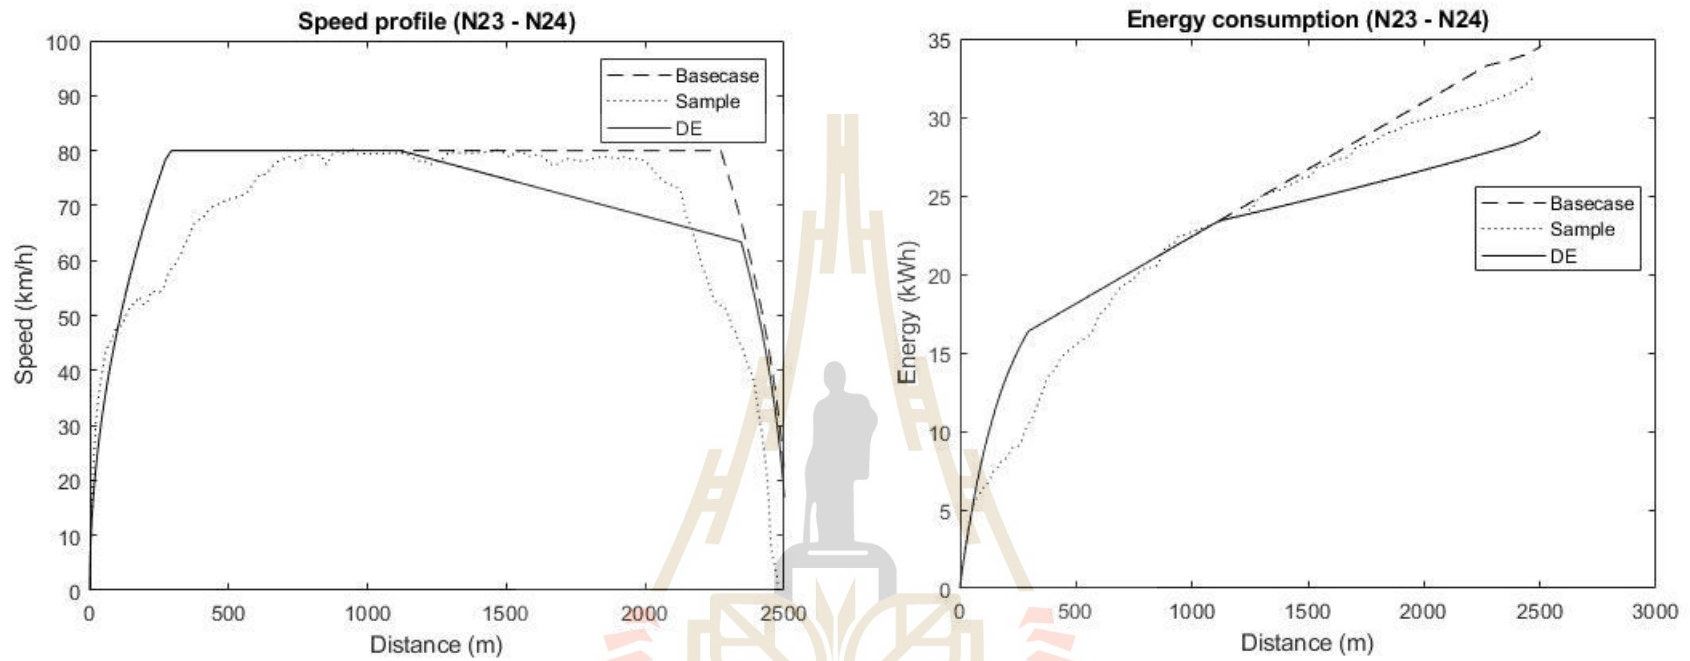 Speed profile (N23 - N24)
100
90
80
70
60
50
40
30
20
10
0
Speed (km/h)
Basecase
Sample
DE
0 500 1000 1500 2000 2500
Distance (m)
Energy consumption (N23 - N24)
35
30
25
20
15
10
5
0
Energy (kWh)
Basecase
Sample
DE
0 500 1000 1500 2000 2500 3000
Distance (m)